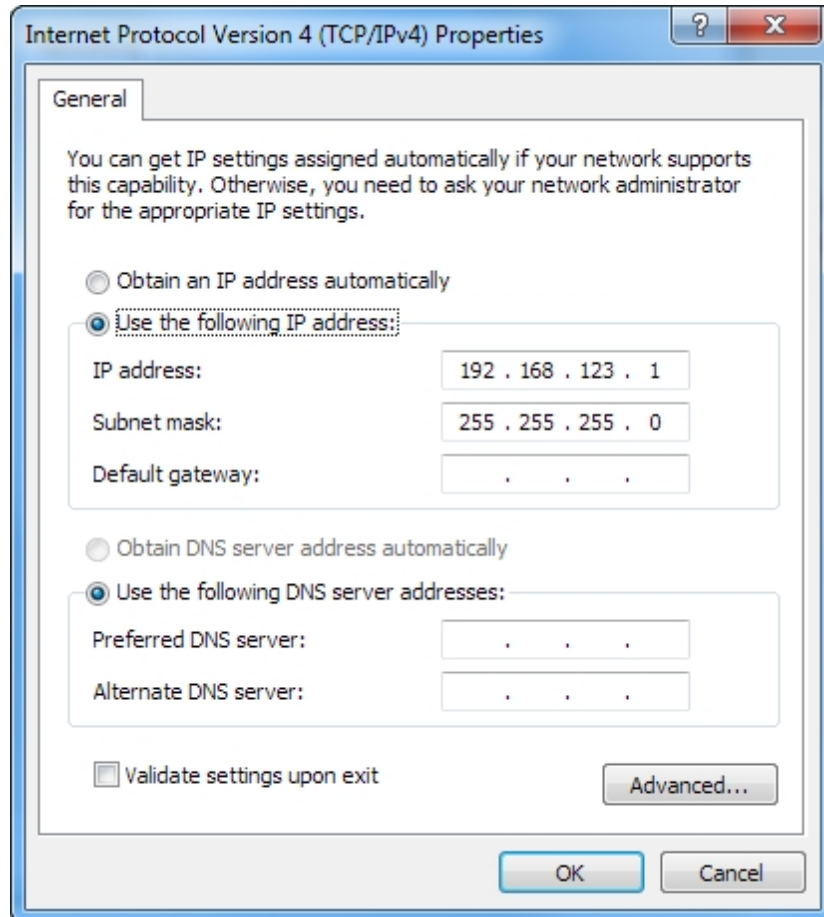 Internet Protocol Version 4 (TCP/IPv4) Properties
?
X
General
You can get IP settings assigned automatically if your network supports
this capability. Otherwise, you need to ask your network administrator
for the appropriate IP settings.
Obtain an IP address automatically
Use the following IP address:
IP address: 192 . 168 . 123 . 1
Subnet mask: 255 . 255 . 255 . 0
Default gateway: . . .
Obtain DNS server address automatically
Use the following DNS server addresses:
Preferred DNS server: . . .
Alternate DNS server: . . .
Validate settings upon exit
Advanced...
OK Cancel